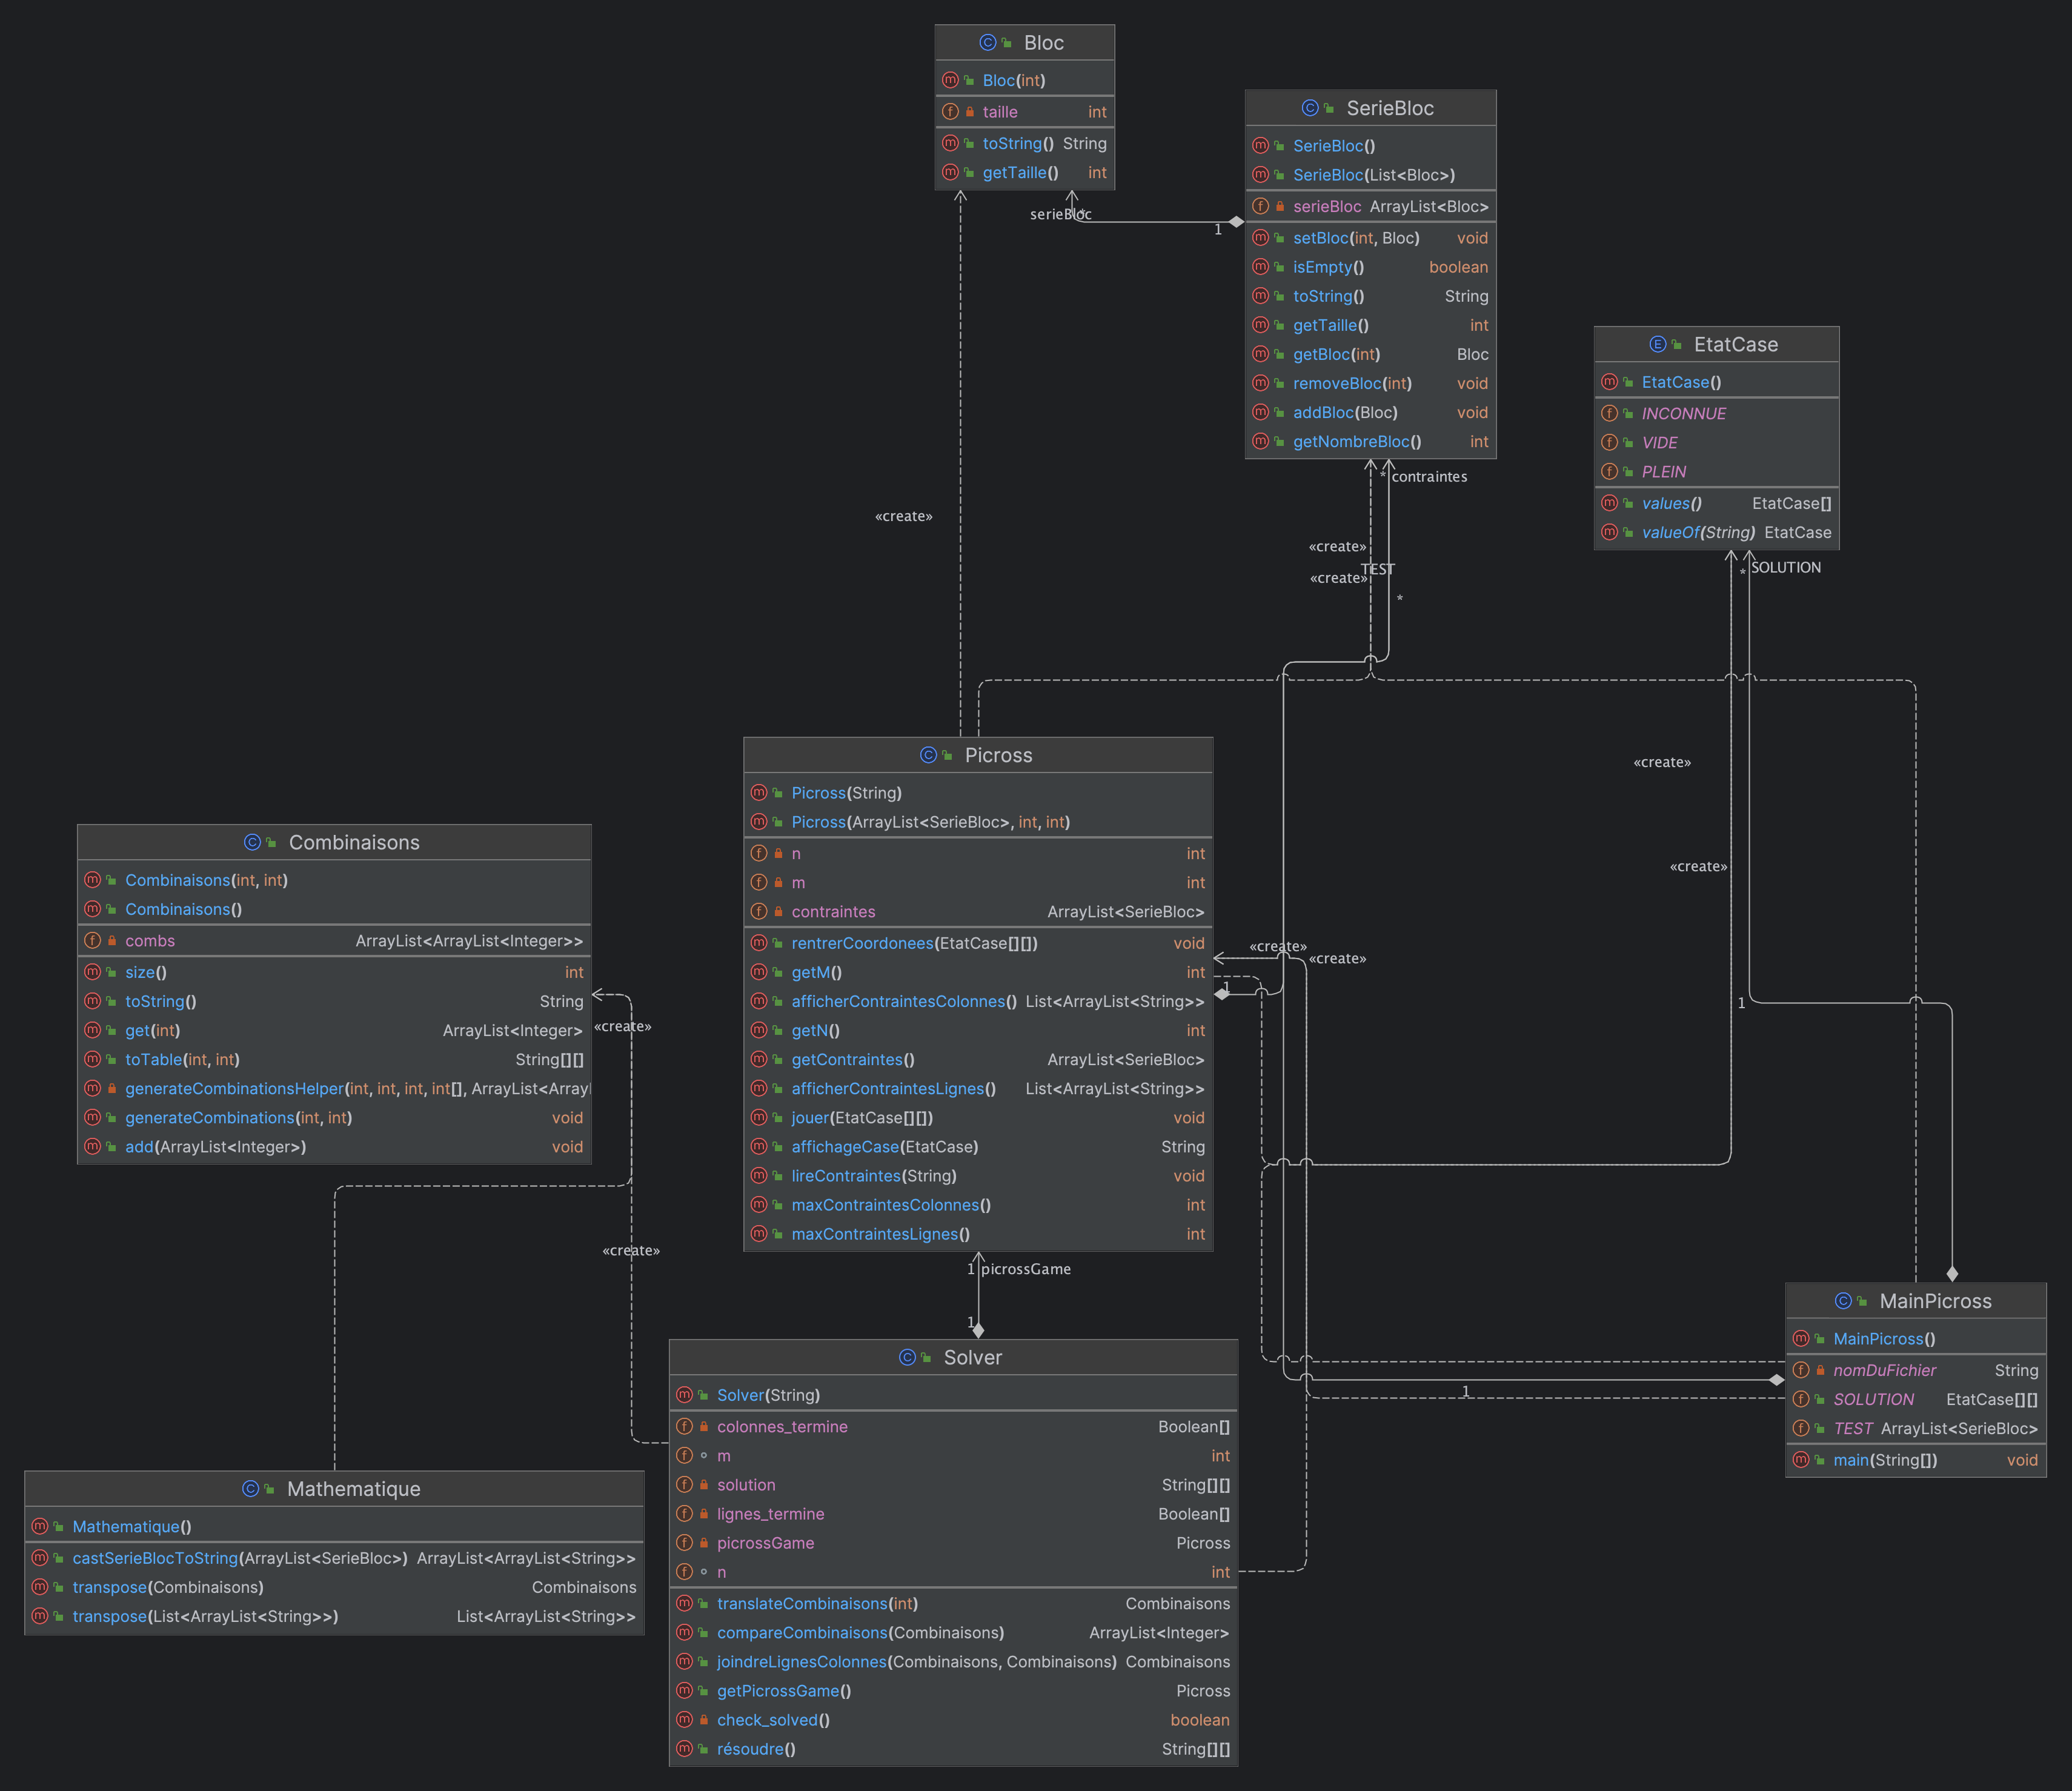 Bloc
Bloc(int)
taille int
toString() String
getTaille() int
serieBloc
*
1
SerieBloc
SerieBloc()
SerieBloc(List<Bloc>)
serieBloc ArrayList<Bloc>
setBloc(int, Bloc) void
isEmpty() boolean
toString() String
getTaille() int
getBloc(int) Bloc
removeBloc(int) void
addBloc(Bloc) void
getNombreBloc() int
* contraintes
EtatCase
EtatCase()
INCONNUE
VIDE
PLEIN
values() EtatCase[]
valueOf(String) EtatCase
* SOLUTION
«create»
«create»
TEST
«create»
*
«create»
«create»
1
Picross
Picross(String)
Picross(ArrayList<SerieBloc>, int, int)
n int
m int
contraintes ArrayList<SerieBloc>
rentrerCoordonees(EtatCase[][]) void
getM() int
afficherContraintesColonnes() List<ArrayList<String>>
getN() int
getContraintes() ArrayList<SerieBloc>
afficherContraintesLignes() List<ArrayList<String>>
jouer(EtatCase[][]) void
affichageCase(EtatCase) String
lireContraintes(String) void
maxContraintesColonnes() int
maxContraintesLignes() int
«create»
«create»
1
Combinaisons
Combinaisons(int, int)
Combinaisons()
combs ArrayList<ArrayList<Integer>>
size() int
toString() String
get(int) ArrayList<Integer>
toTable(int, int) String[][]
generateCombinationsHelper(int, int, int, int[], ArrayList<Array
generateCombinations(int, int) void
add(ArrayList<Integer>) void
«create»
«create»
1 picrossGame
1
Solver
Solver(String)
colonnes_termine Boolean[]
m int
solution String[][]
lignes_termine Boolean[]
picrossGame Picross
n int
translateCombinaisons(int) Combinaisons
compareCombinaisons(Combinaisons) ArrayList<Integer>
joindreLignesColonnes(Combinaisons, Combinaisons) Combinaisons
getPicrossGame() Picross
check_solved() boolean
résoudre() String[][]
1
MainPicross
MainPicross()
nomDuFichier String
SOLUTION EtatCase[][]
TEST ArrayList<SerieBloc>
main(String[]) void
Mathematique
Mathematique()
castSerieBlocToString(ArrayList<SerieBloc>) ArrayList<ArrayList<String>>
transpose(Combinaisons) Combinaisons
transpose(List<ArrayList<String>>) List<ArrayList<String>>